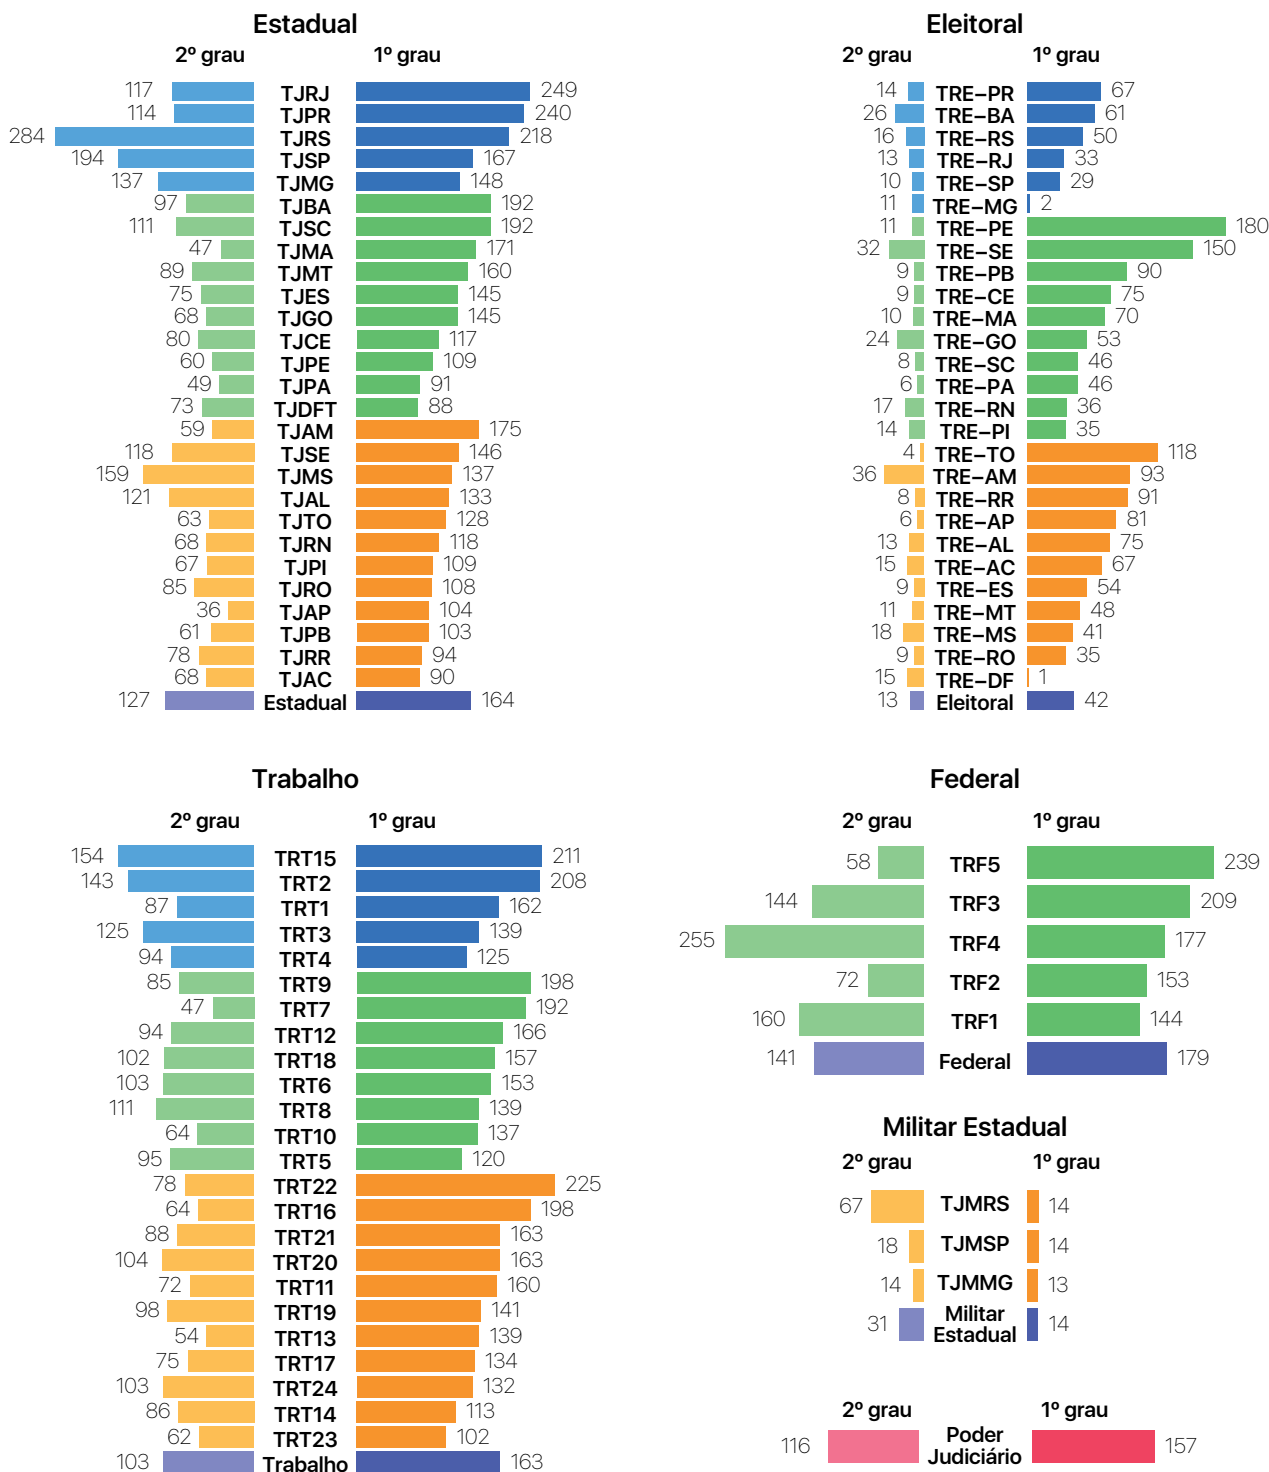 Estadual
2º grau 1º grau
117 TJRJ 249
114 TJPR 240
284 TJRS 218
194 TJSP 167
137 TJMG 148
97 TJBA 192
111 TJSC 192
47 TJMA 171
89 TJMT 160
75 TJES 145
68 TJGO 145
80 TJCE 117
60 TJPE 109
49 TJPA 91
73 TJDFT 88
59 TJAM 175
118 TJSE 146
159 TJMS 137
121 TJAL 133
63 TJTO 128
68 TJRN 118
67 TJPI 109
85 TJRO 108
36 TJAP 104
61 TJPB 103
78 TJRR 94
68 TJAC 90
127 Estadual 164
Eleitoral
2º grau 1º grau
14 TRE–PR 67
26 TRE–BA 61
16 TRE–RS 50
13 TRE–RJ 33
10 TRE–SP 29
11 TRE–MG 2
11 TRE–PE 180
32 TRE–SE 150
9 TRE–PB 90
9 TRE–CE 75
10 TRE–MA 70
24 TRE–GO 53
8 TRE–SC 46
6 TRE–PA 46
17 TRE–RN 36
14 TRE–PI 35
4 TRE–TO 118
36 TRE–AM 93
8 TRE–RR 91
6 TRE–AP 81
13 TRE–AL 75
15 TRE–AC 67
9 TRE–ES 54
11 TRE–MT 48
18 TRE–MS 41
9 TRE–RO 35
15 TRE–DF 1
13 Eleitoral 42
Trabalho
2º grau 1º grau
154 TRT15 211
143 TRT2 208
87 TRT1 162
125 TRT3 139
94 TRT4 125
85 TRT9 198
47 TRT7 192
94 TRT12 166
102 TRT18 157
103 TRT6 153
111 TRT8 139
64 TRT10 137
95 TRT5 120
78 TRT22 225
64 TRT16 198
88 TRT21 163
104 TRT20 163
72 TRT11 160
98 TRT19 141
54 TRT13 139
75 TRT17 134
103 TRT24 132
86 TRT14 113
62 TRT23 102
103 Trabalho 163
Federal
2º grau 1º grau
58 TRF5 239
144 TRF3 209
255 TRF4 177
72 TRF2 153
160 TRF1 144
141 Federal 179
Militar Estadual
2º grau 1º grau
67 TJMRS 14
18 TJMSP 14
14 TJMMG 13
31 Militar
Estadual 14
2º grau 1º grau
116 Poder
Judiciário 157